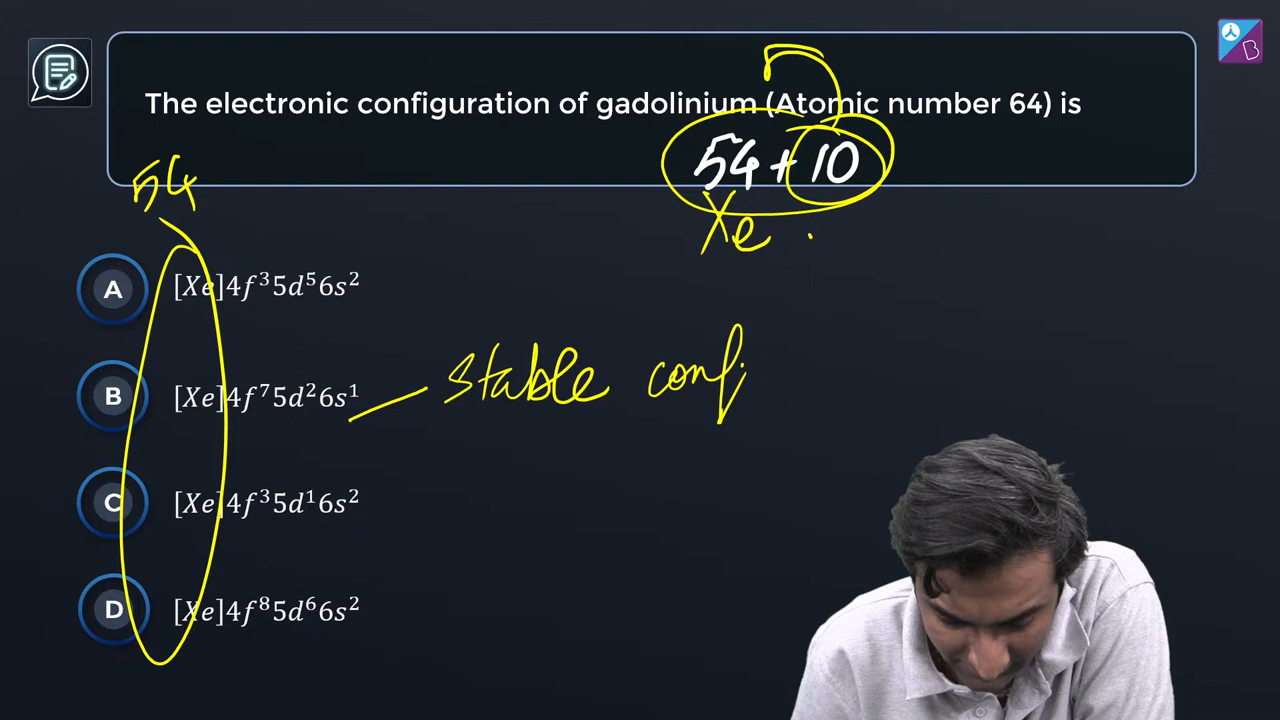 The electronic configuration of gadolinium (Atomic number 64) is
54 + 10
Xe
54
A [Xe]4f³5d⁵6s²
B [Xe]4f⁷5d²6s¹
stable conf
C [Xe]4f³5d¹6s²
D [Xe]4f⁸5d⁶6s²
B